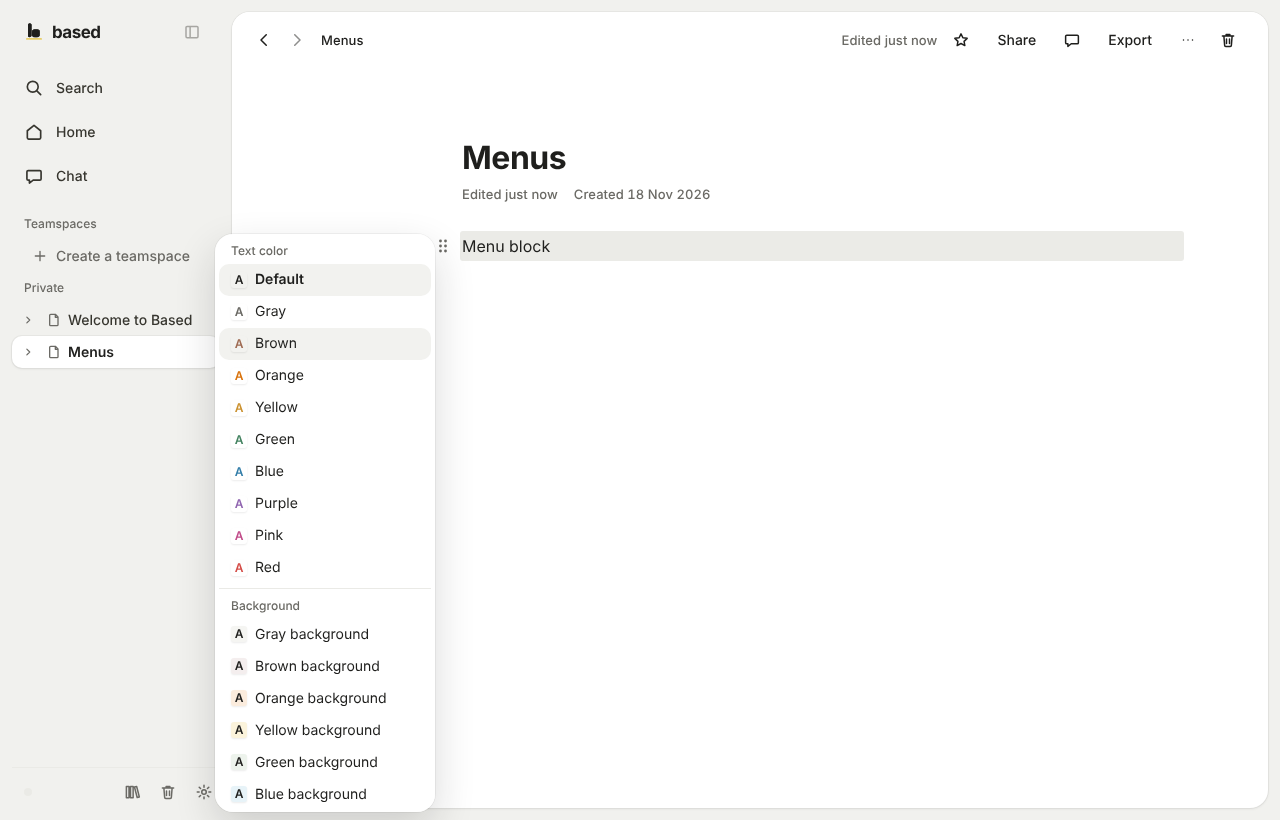 based
Search
Home
Chat
Teamspaces
Create a teamspace
Private
Welcome to Based
Menus
Menus
Edited just now
Share
Export
Menus
Edited just now Created 18 Nov 2026
Menu block
Text color
A Default
A Gray
A Brown
A Orange
A Yellow
A Green
A Blue
A Purple
A Pink
A Red
Background
A Gray background
A Brown background
A Orange background
A Yellow background
A Green background
A Blue background